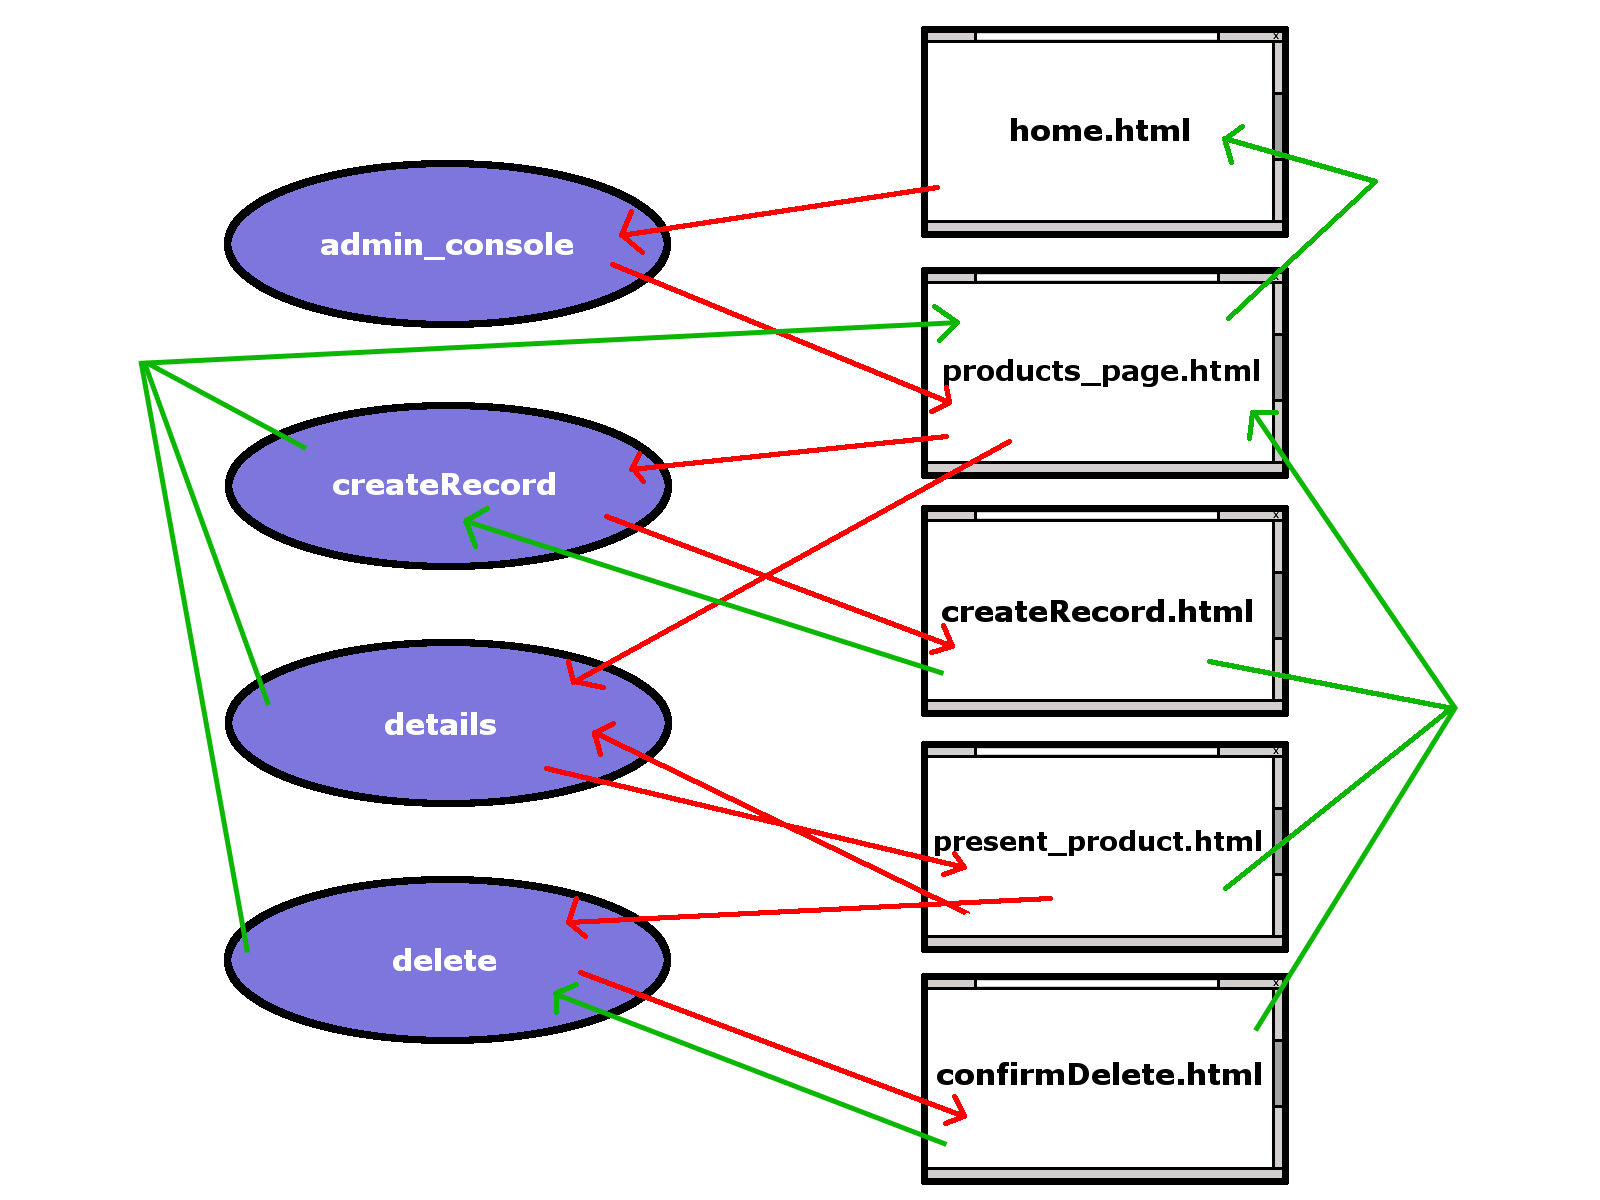 home.html
admin_console
products_page.html
createRecord
createRecord.html
details
present_product.html
delete
confirmDelete.html
x
x
x
x